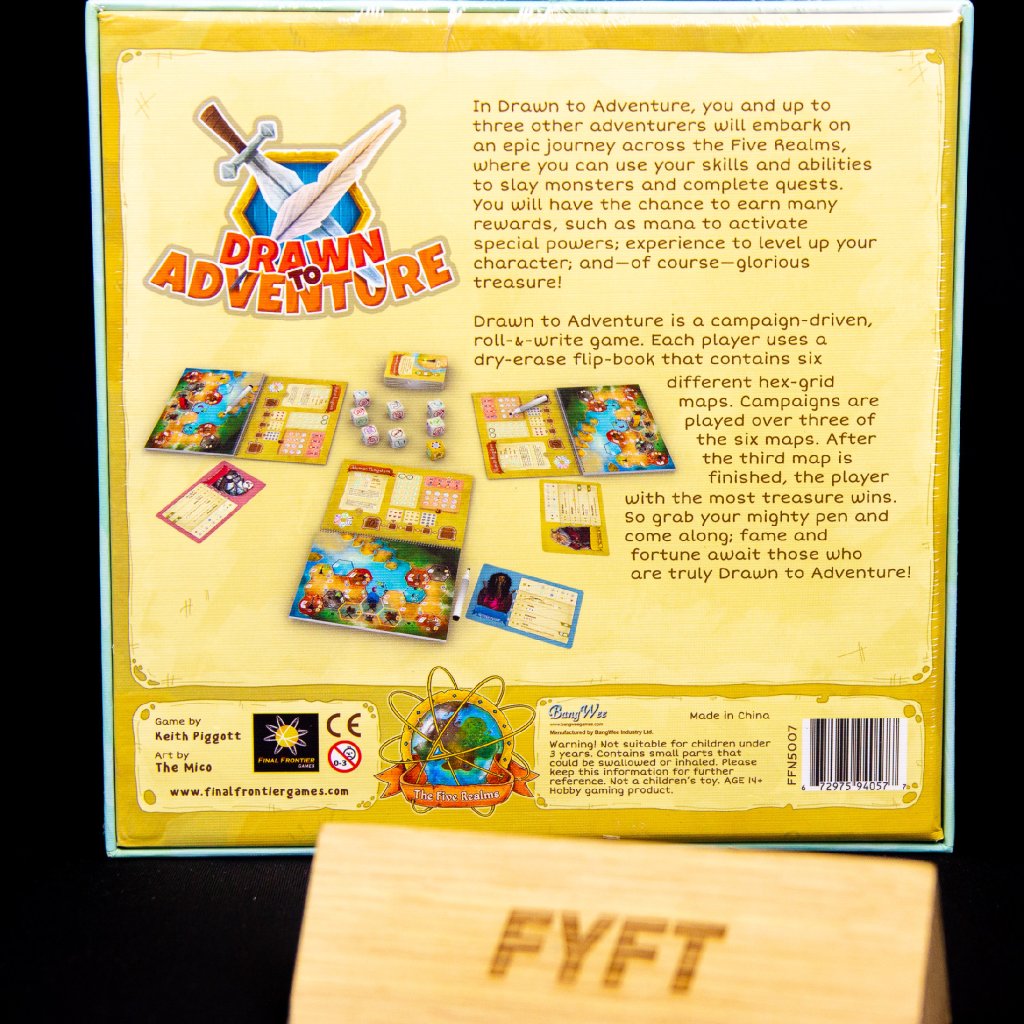 DRAWN
TO
ADVENTURE
In Drawn to Adventure, you and up to
three other adventurers will embark on
an epic journey across the Five Realms,
where you can use your skills and abilities
to slay monsters and complete quests.
You will have the chance to earn many
rewards, such as mana to activate
special powers; experience to level up your
character; and—of course—glorious
treasure!
Drawn to Adventure is a campaign-driven,
roll-&-write game. Each player uses a
dry-erase flip-book that contains six
different hex-grid
maps. Campaigns are
played over three of
the six maps. After
the third map is
finished, the player
with the most treasure wins.
So grab your mighty pen and
come along; fame and
fortune await those who
are truly Drawn to Adventure!
Game by
Keith Piggott
Art by
The Mico
www.finalfrontiergames.com
FINAL FRONTIER
GAMES
CE
0-3
The Five Realms
BangWee
www.bangweegames.com
Manufactured by BangWee Industry Ltd.
Made in China
Warning! Not suitable for children under
3 years. Contains small parts that
could be swallowed or inhaled. Please
keep this information for further
reference. Not a children's toy. AGE 14+
Hobby gaming product.
FFN5007
6 72975 94057 7
FYFT